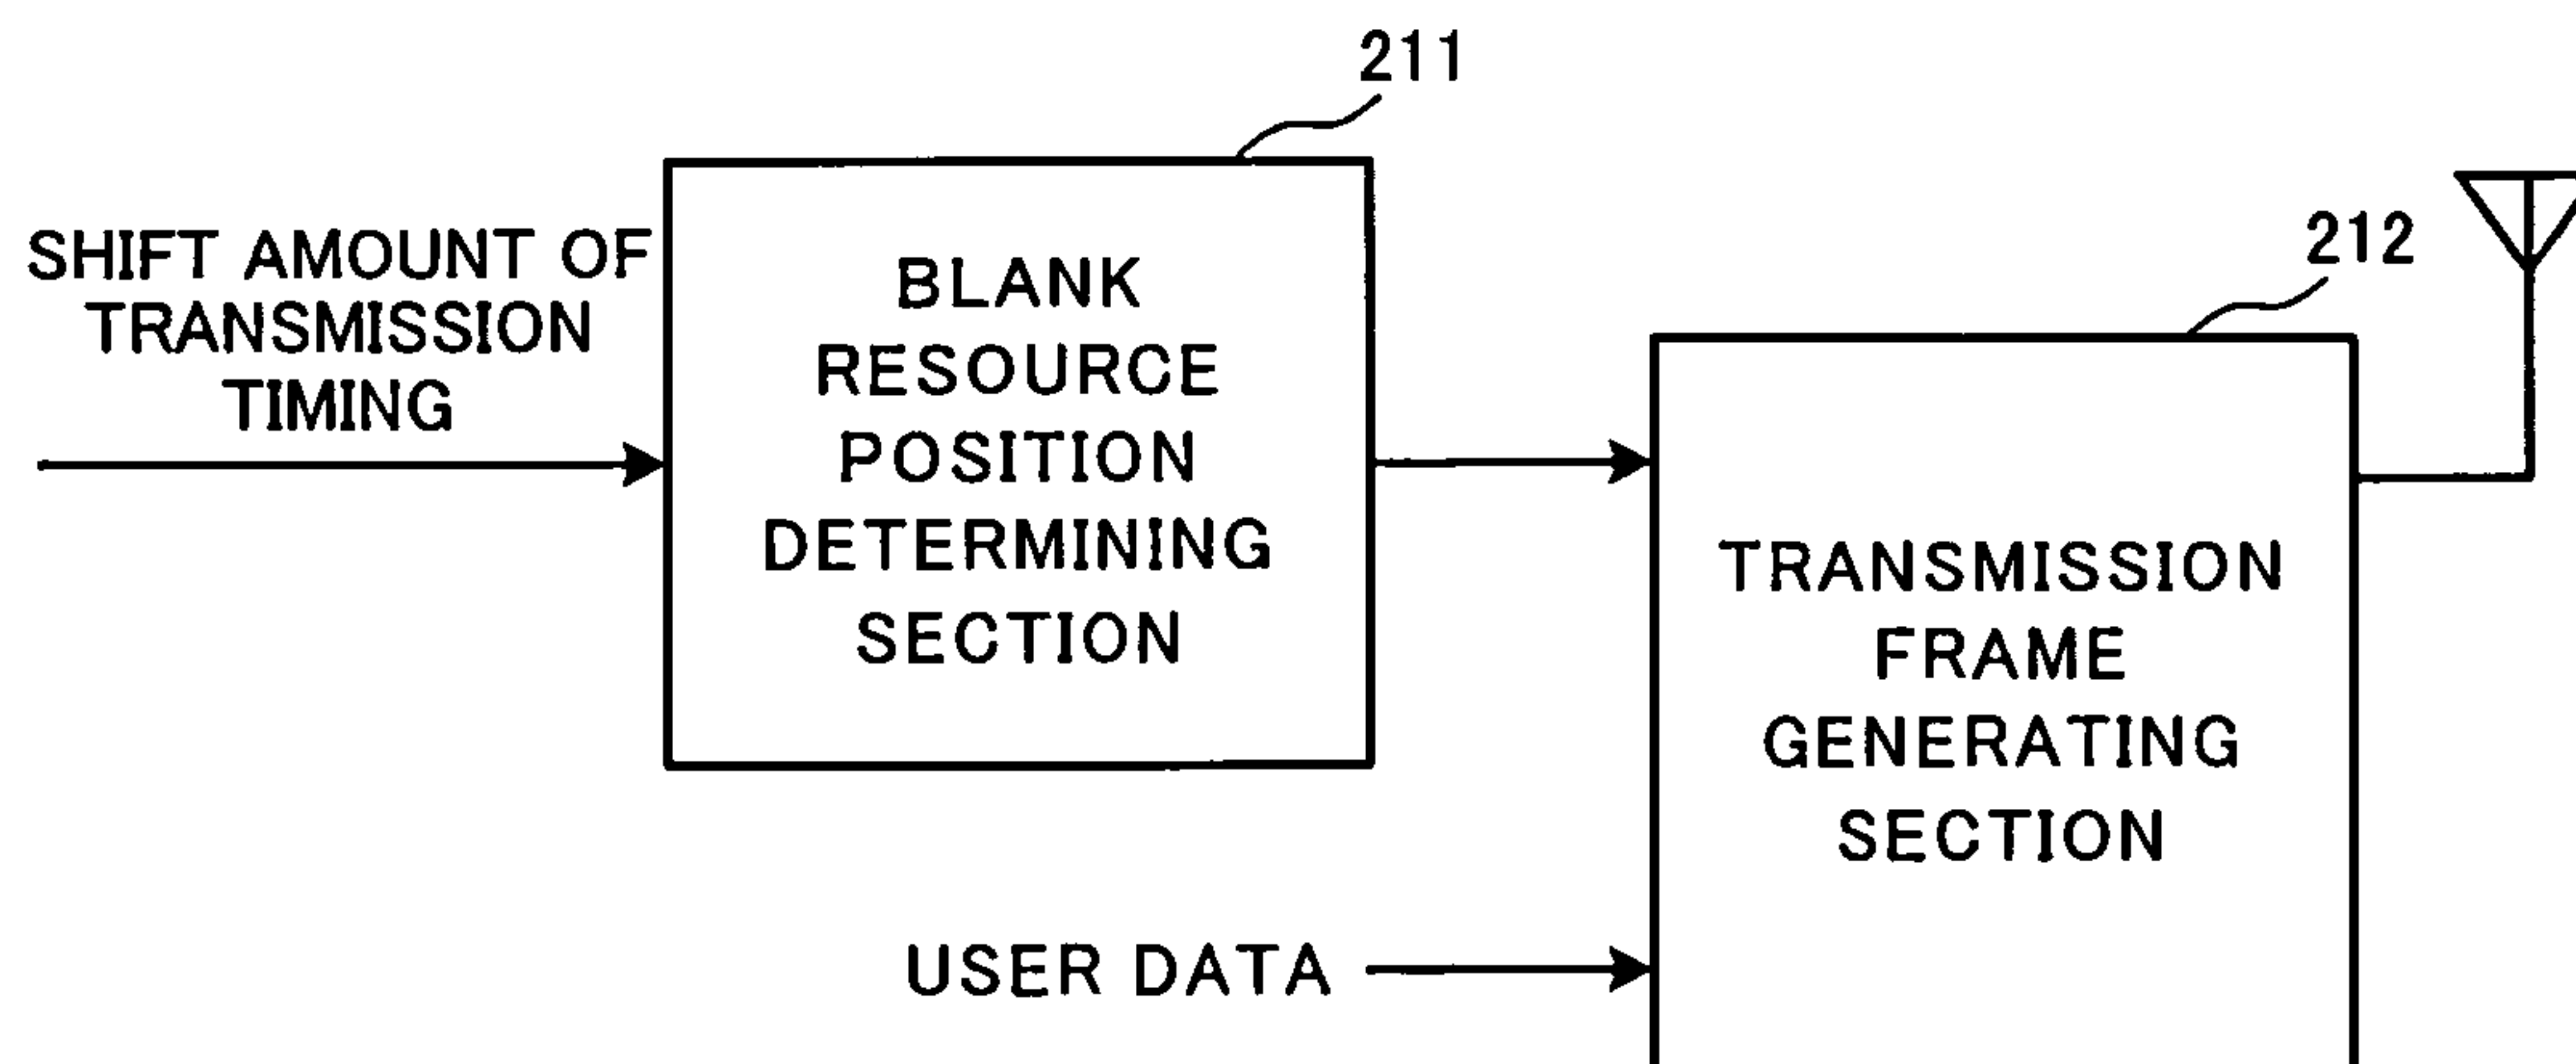 211
SHIFT AMOUNT OF
TRANSMISSION
TIMING
BLANK
RESOURCE
POSITION
DETERMINING
SECTION
212
TRANSMISSION
FRAME
GENERATING
SECTION
USER DATA